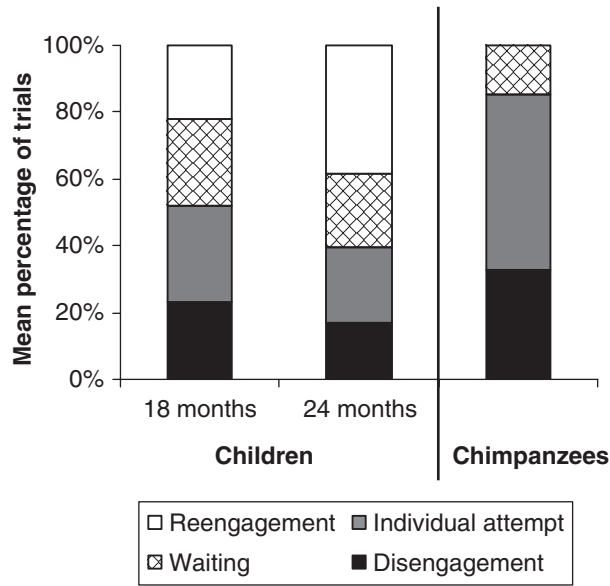 Mean percentage of trials
100%
80%
60%
40%
20%
0%
18 months 24 months
Children Chimpanzees
Reengagement Individual attempt
Waiting Disengagement